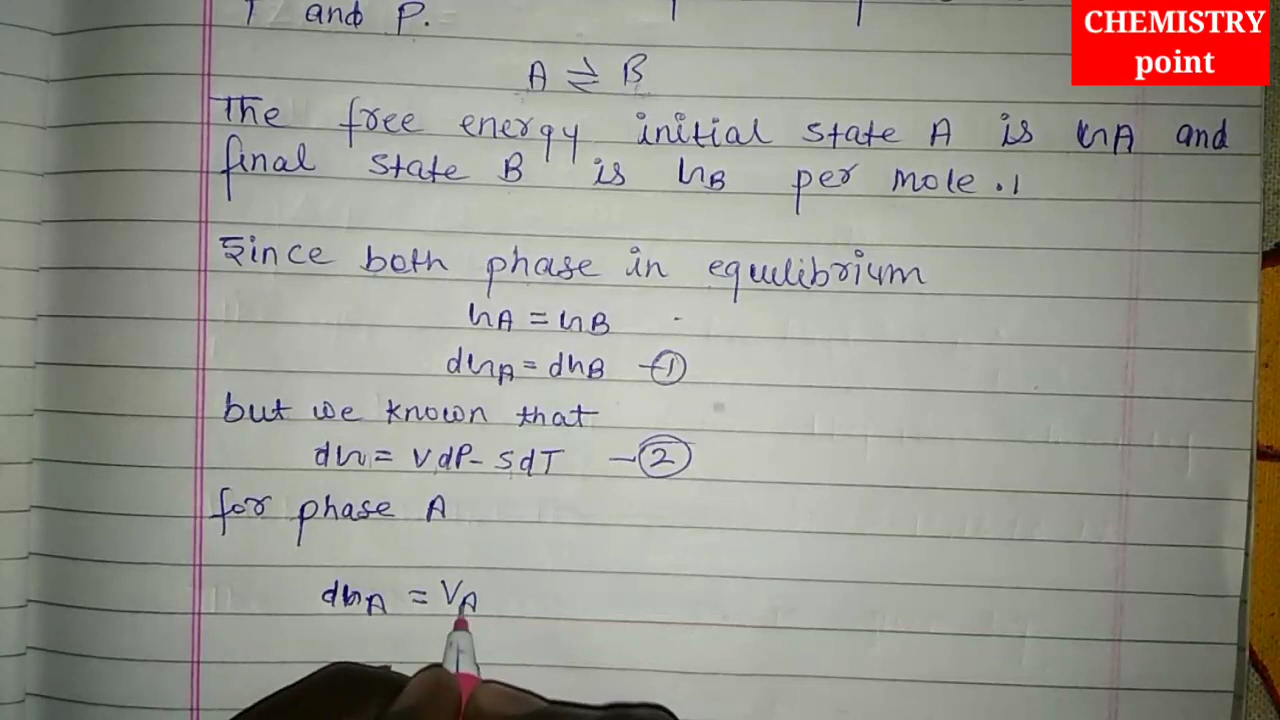 T and P.
CHEMISTRY
point
A ⇌ B
The free energy initial state A is GA and
final state B is GB per mole.
Since both phase in equilibrium
GA = GB
dGA = dGB -①
but we known that
dG = VdP - SdT -②
for phase A
dGA = VA